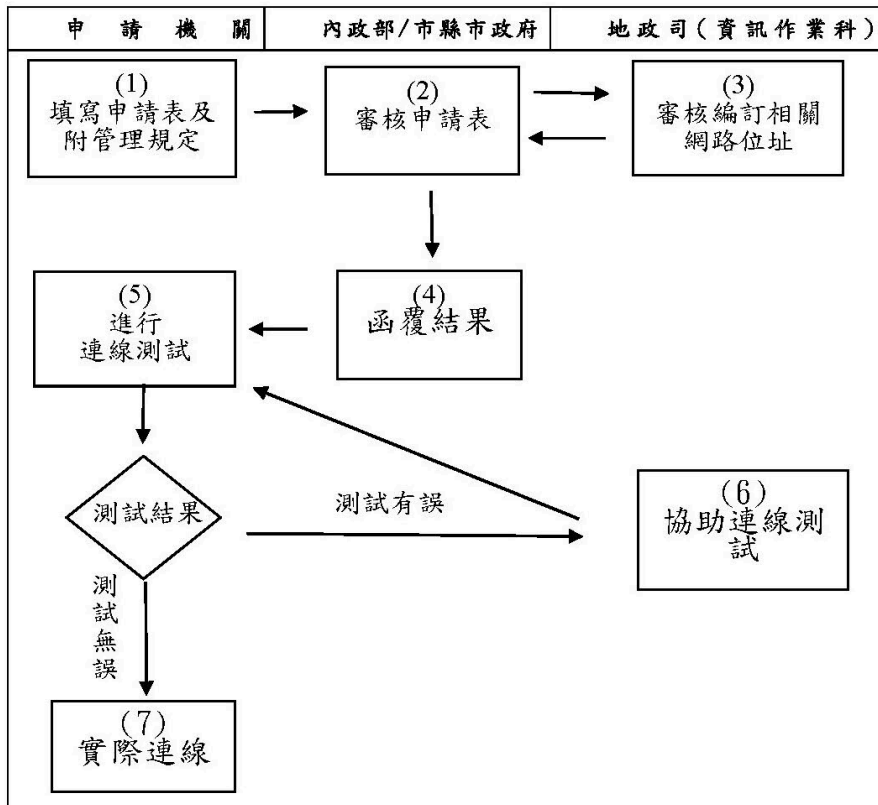 申請機關
內政部/市縣市政府
地政司(資訊作業科)
(1)
填寫申請表及
附管理規定
(2)
審核申請表
(3)
審核編訂相關
網路位址
(4)
函覆結果
(5)
進行
連線測試
測試結果
測試有誤
(6)
協助連線測
試
測試無誤
(7)
實際連線